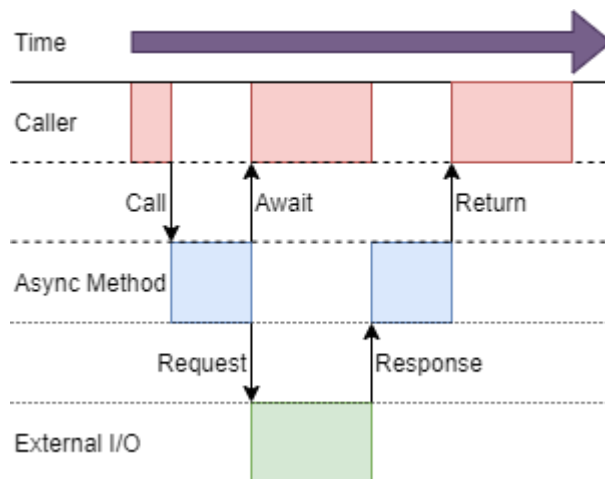 Time
Caller
Call
Await
Return
Async Method
Request
Response
External I/O